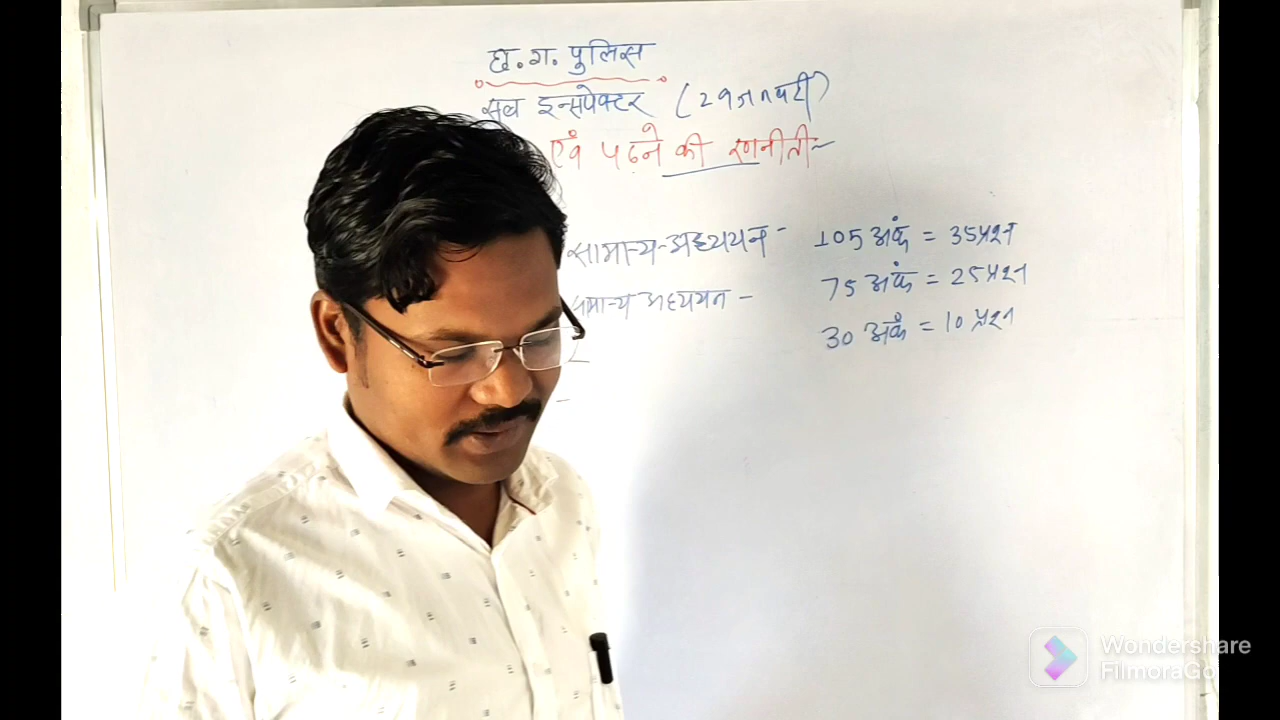 छ. ग. पुलिस
सब इन्सपेक्टर (29 जनवरी)
एवं पढने की रणनीती
सामान्य-अध्ययन - 105 अंक = 35 प्रश्न
सामान्य अध्ययन - 75 अंक = 25 प्रश्न
30 अंक = 10 प्रश्न
Wondershare
FilmoraGo